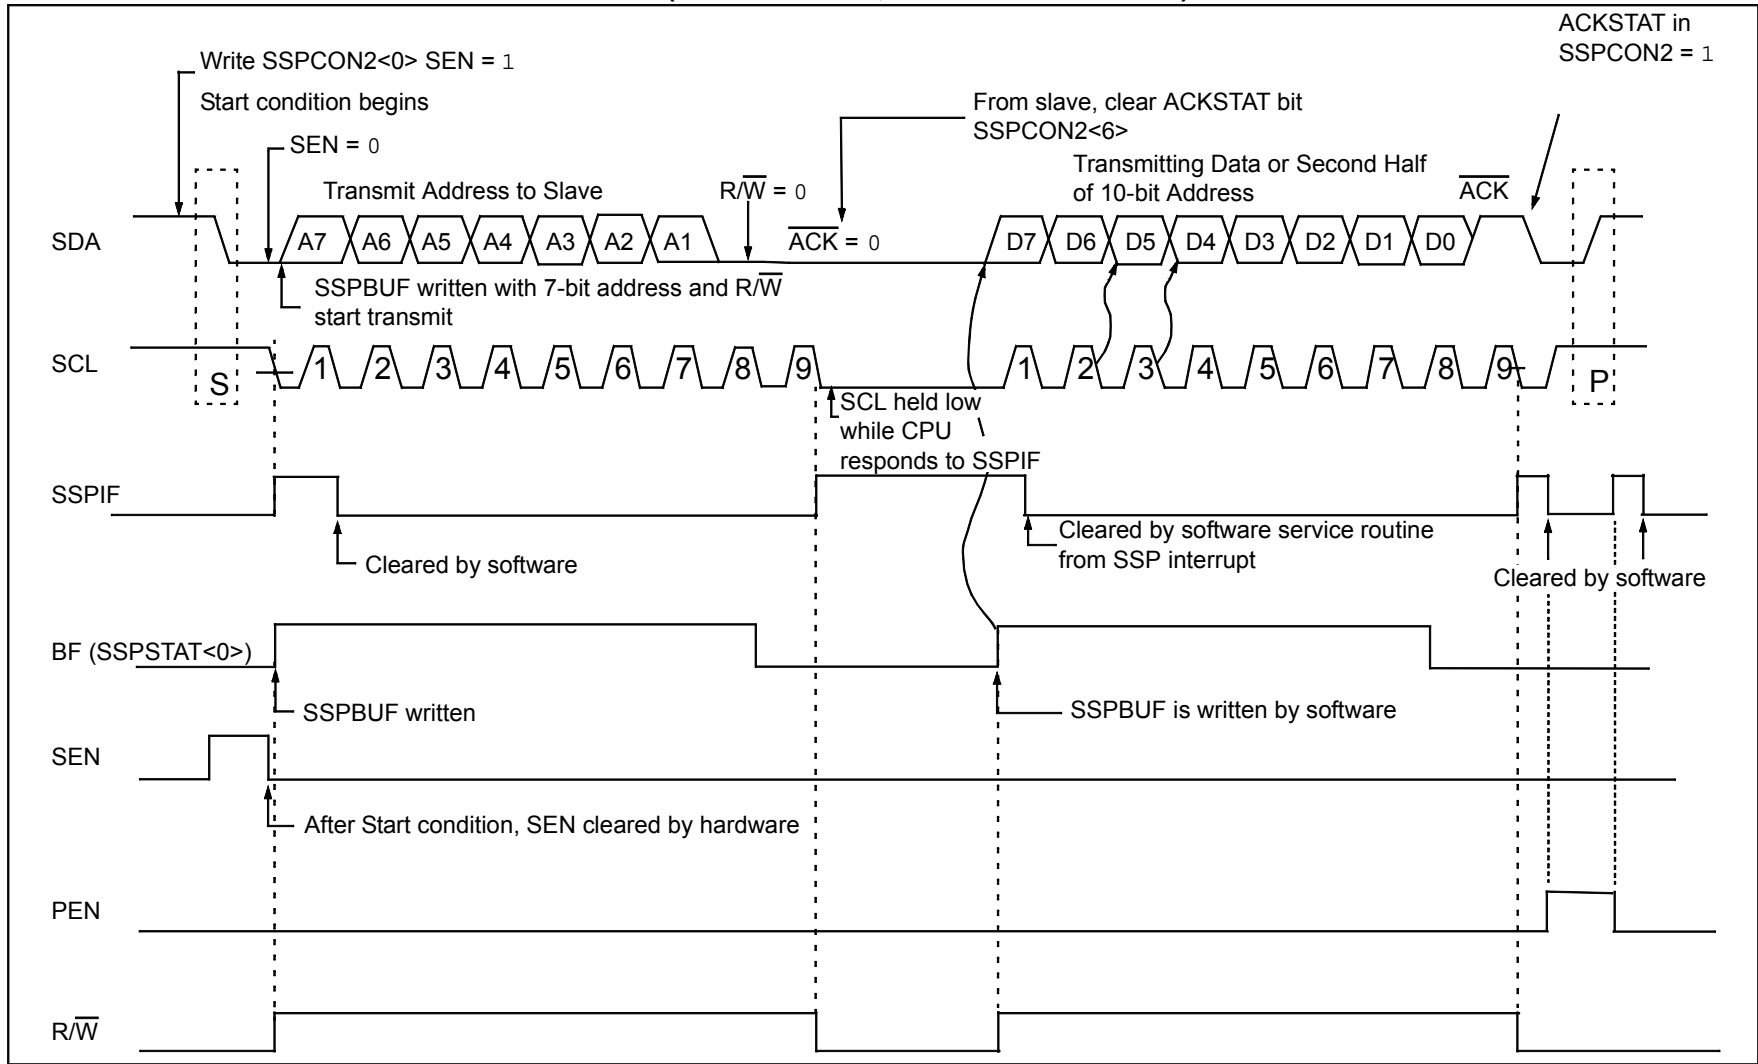 ACKSTAT in
SSPCON2 = 1
Write SSPCON2<0> SEN = 1
Start condition begins
From slave, clear ACKSTAT bit
SSPCON2<6>
SEN = 0
Transmit Address to Slave
R/W̅ = 0
Transmitting Data or Second Half
of 10-bit Address
A̅C̅K̅
SDA
A7 A6 A5 A4 A3 A2 A1
A̅C̅K̅ = 0
D7 D6 D5 D4 D3 D2 D1 D0
SSPBUF written with 7-bit address and R/W̅
start transmit
SCL
S
1 2 3 4 5 6 7 8 9
1 2 3 4 5 6 7 8 9
P
SCL held low
while CPU
responds to SSPIF
SSPIF
Cleared by software
Cleared by software service routine
from SSP interrupt
Cleared by software
BF (SSPSTAT<0>)
SSPBUF written
SSPBUF is written by software
SEN
After Start condition, SEN cleared by hardware
PEN
R/W̅